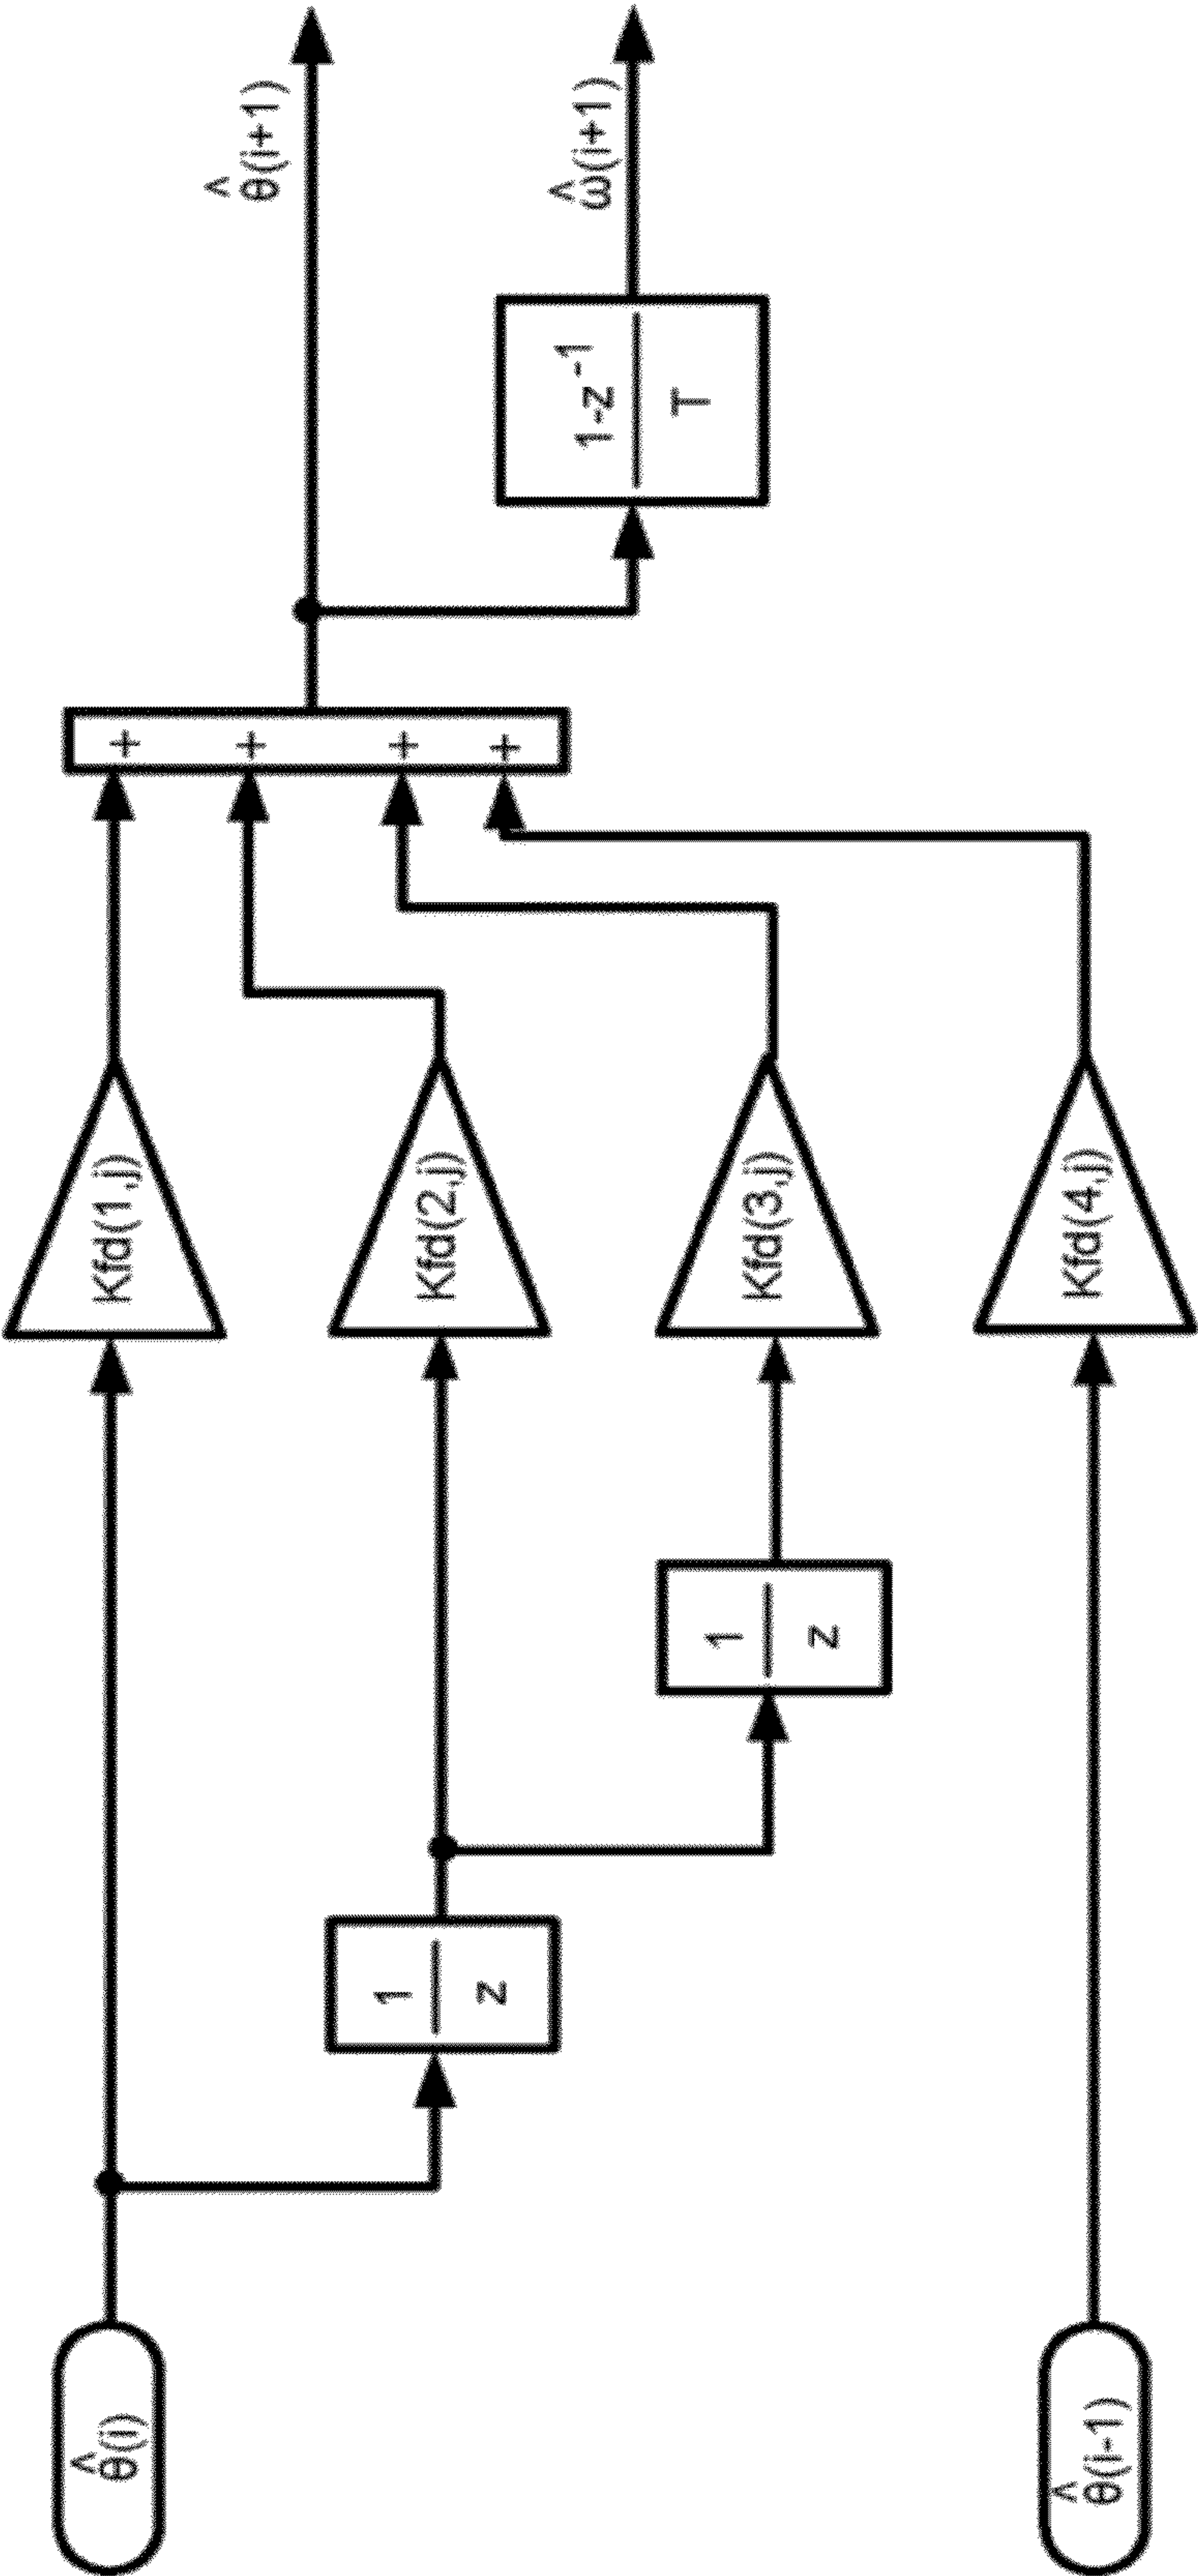 θ̂(i)
1
z
1
z
Kfd(1,j)
Kfd(2,j)
Kfd(3,j)
Kfd(4,j)
+
+
+
+
θ̂(i+1)
1-z⁻¹
T
ω̂(i+1)
θ̂(i-1)